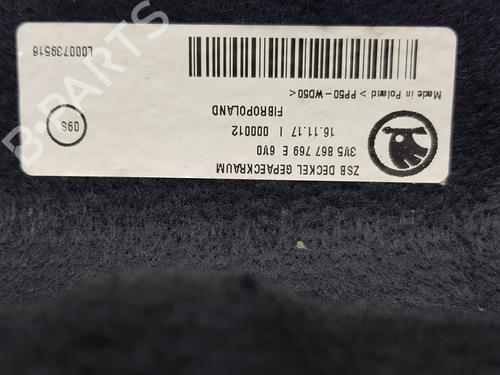 ZSB DECKEL GEPAECKRAUM
3V5 867 769 E 6V0
16.11.17 | 000012
FIBROPOLAND
09S
Made in Poland > PP50-WD50 <
L000739516
B-PARTS